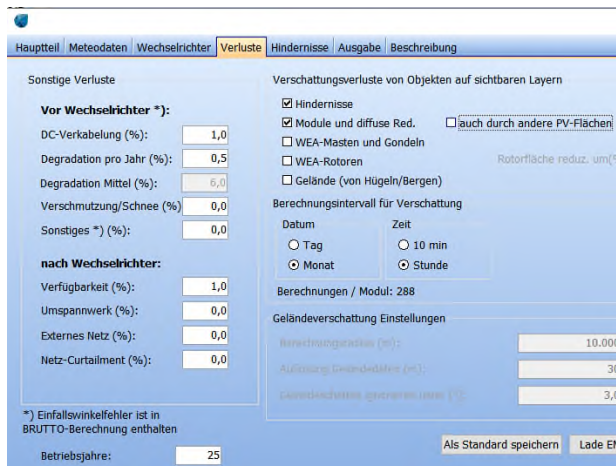 Hauptteil Meteodaten Wechselrichter Verluste Hindernisse Ausgabe Beschreibung
Sonstige Verluste
Vor Wechselrichter *):
DC-Verkabelung (%): 1,0
Degradation pro Jahr (%): 0,5
Degradation Mittel (%): 6,0
Verschmutzung/Schnee (%) 0,0
Sonstiges *) (%): 0,0
nach Wechselrichter:
Verfügbarkeit (%): 1,0
Umspannwerk (%): 0,0
Externes Netz (%): 0,0
Netz-Curtailment (%): 0,0
*) Einfallswinkelfehler ist in
BRUTTO-Berechnung enthalten
Betriebsjahre: 25
Verschattungsverluste von Objekten auf sichtbaren Layern
Hindernisse
Module und diffuse Red. auch durch andere PV-Flächen
WEA-Masten und Gondeln
WEA-Rotoren Rotorfläche reduz. um(%
Gelände (von Hügeln/Bergen)
Berechnungsintervall für Verschattung
Datum Zeit
Tag 10 min
Monat Stunde
Berechnungen / Modul: 288
Geländeverschattung Einstellungen
(m): 10.000
Auflösung Geländedaten (m): 30
3,0
Als Standard speichern Lade EM